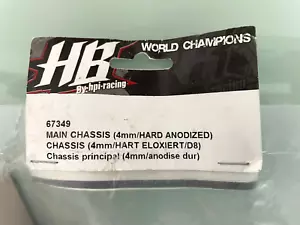 HB
WORLD CHAMPIONS
By-hpi-racing
67349
MAIN CHASSIS (4mm/HARD ANODIZED)
CHASSIS (4mm/HART ELOXIERT/D8)
Chassis principal (4mm/anodise dur)